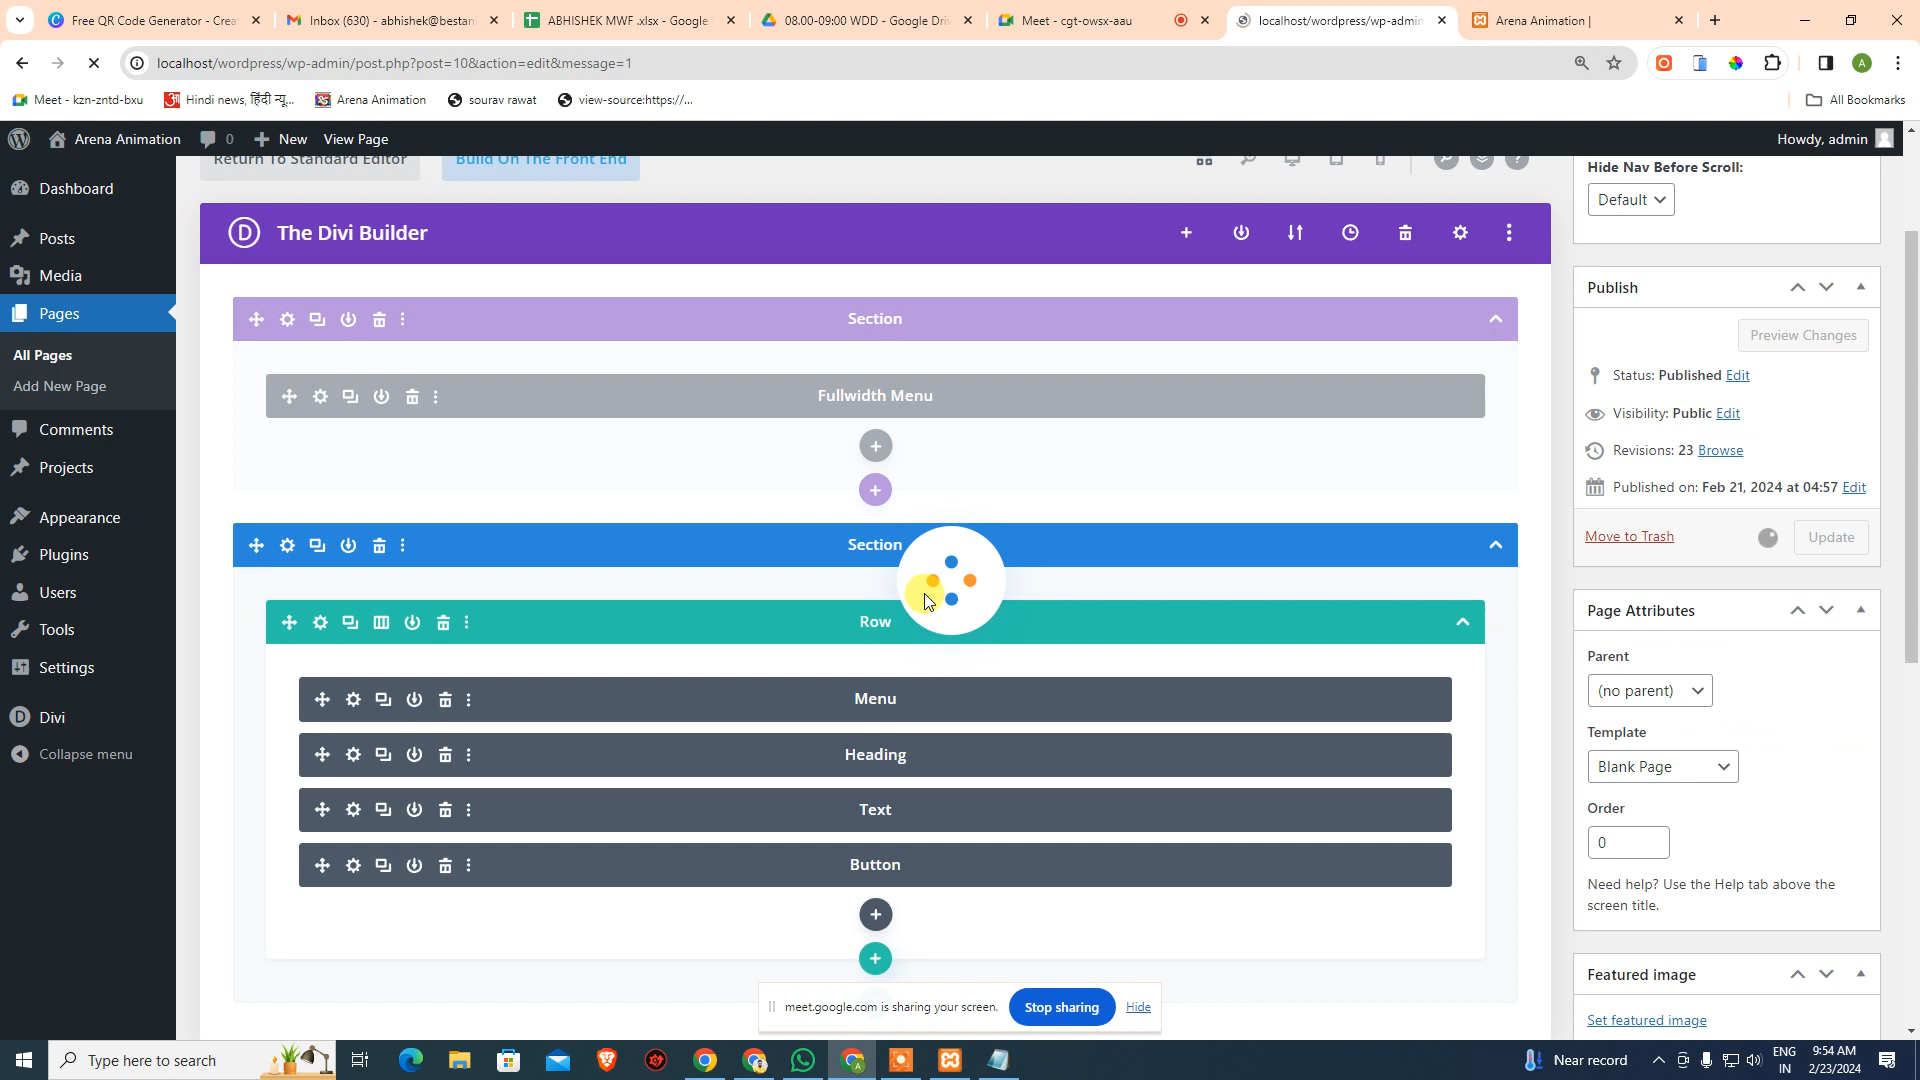 Free QR Code Generator - Crea
Inbox (630) - abhishek@bestani
ABHISHEK MWF .xlsx - Google
08.00-09:00 WDD - Google Dri
Meet - cgt-owsx-aau
localhost/wordpress/wp-admin
Arena Animation |
localhost/wordpress/wp-admin/post.php?post=10&action=edit&message=1
Meet - kzn-zntd-bxu
Hindi news, हिंदी न्यू...
Arena Animation
sourav rawat
view-source:https://...
All Bookmarks
Arena Animation
0
New
View Page
Howdy, admin
Dashboard
Posts
Media
Pages
All Pages
Add New Page
Comments
Projects
Appearance
Plugins
Users
Tools
Settings
Divi
Collapse menu
Return To Standard Editor
Build On The Front End
The Divi Builder
Section
Fullwidth Menu
Section
Row
Menu
Heading
Text
Button
Hide Nav Before Scroll:
Default
Publish
Preview Changes
Status: Published Edit
Visibility: Public Edit
Revisions: 23 Browse
Published on: Feb 21, 2024 at 04:57 Edit
Move to Trash
Update
Page Attributes
Parent
(no parent)
Template
Blank Page
Order
0
Need help? Use the Help tab above the
screen title.
Featured image
Set featured image
meet.google.com is sharing your screen.
Stop sharing
Hide
Type here to search
Near record
ENG
IN
9:54 AM
2/23/2024